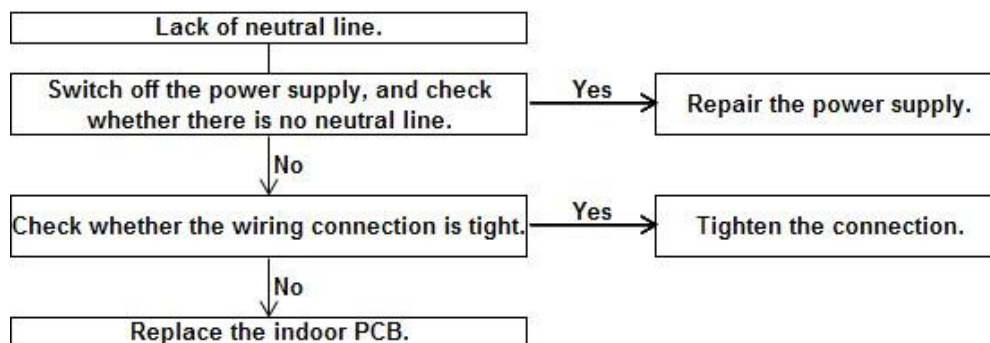 Lack of neutral line.
Switch off the power supply, and check
whether there is no neutral line.
Yes
Repair the power supply.
No
Check whether the wiring connection is tight.
Yes
Tighten the connection.
No
Replace the indoor PCB.